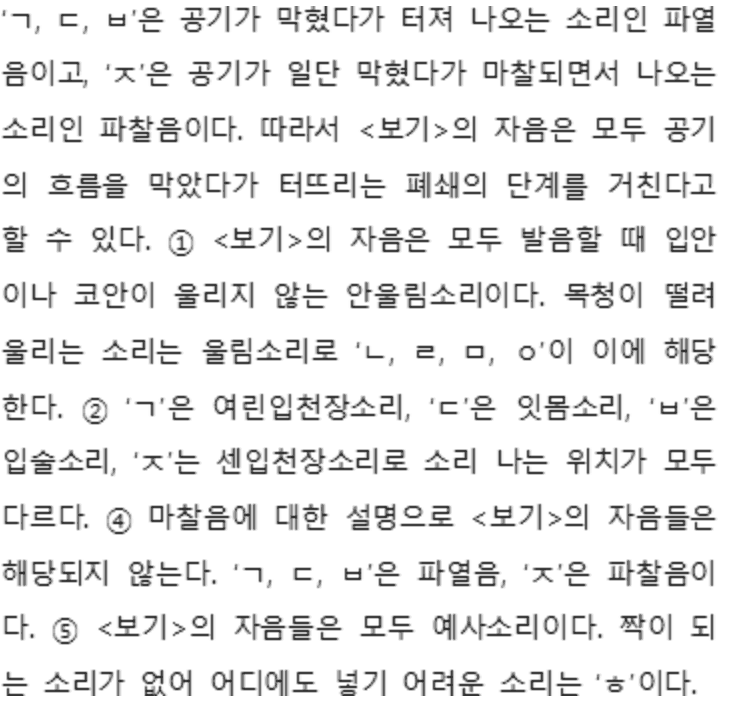 ‘ㄱ, ㄷ, ㅂ’은 공기가 막혔다가 터져 나오는 소리인 파열
음이고, ‘ㅈ’은 공기가 일단 막혔다가 마찰되면서 나오는
소리인 파찰음이다. 따라서 <보기>의 자음은 모두 공기
의 흐름을 막았다가 터뜨리는 폐쇄의 단계를 거친다고
할 수 있다. ① <보기>의 자음은 모두 발음할 때 입안
이나 코안이 울리지 않는 안울림소리이다. 목청이 떨려
울리는 소리는 울림소리로 ‘ㄴ, ㄹ, ㅁ, ㅇ’이 이에 해당
한다. ② ‘ㄱ’은 여린입천장소리, ‘ㄷ’은 잇몸소리, ‘ㅂ’은
입술소리, ‘ㅈ’는 센입천장소리로 소리 나는 위치가 모두
다르다. ④ 마찰음에 대한 설명으로 <보기>의 자음들은
해당되지 않는다. ‘ㄱ, ㄷ, ㅂ’은 파열음, ‘ㅈ’은 파찰음이
다. ⑤ <보기>의 자음들은 모두 예사소리이다. 짝이 되
는 소리가 없어 어디에도 넣기 어려운 소리는 ‘ㅎ’이다.